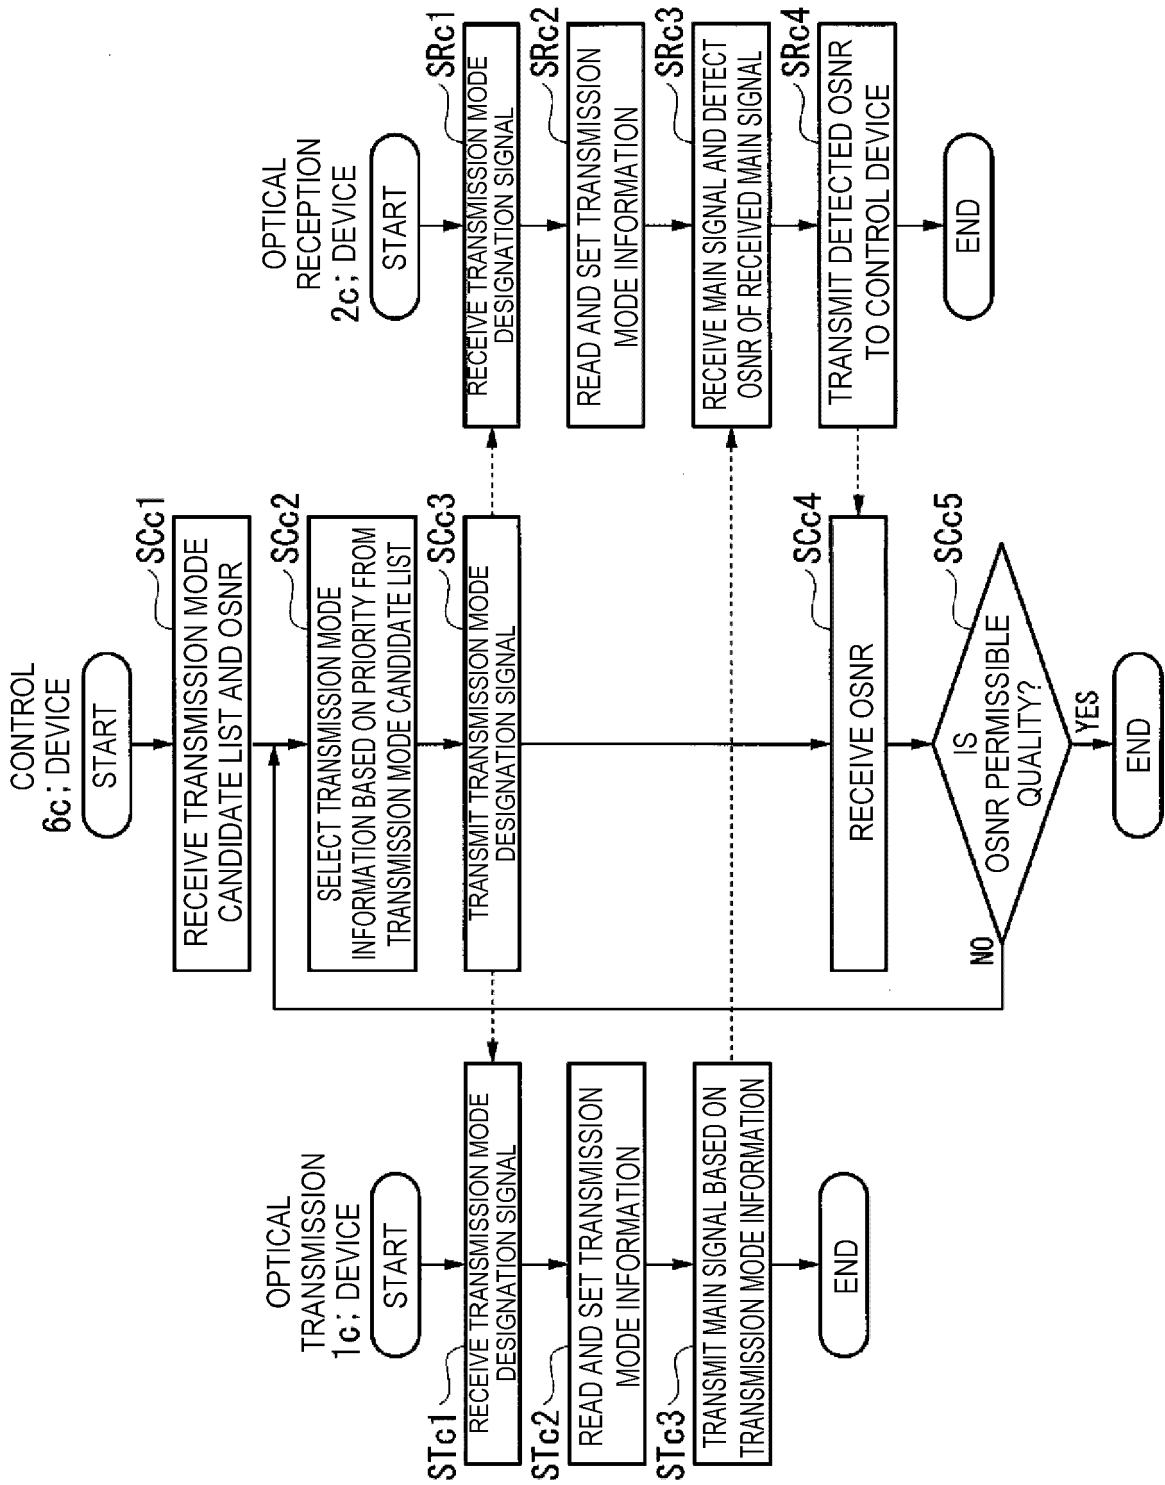 OPTICAL
TRANSMISSION
1c; DEVICE
START
STc1
RECEIVE TRANSMISSION MODE
DESIGNATION SIGNAL
STc2
READ AND SET TRANSMISSION
MODE INFORMATION
STc3
TRANSMIT MAIN SIGNAL BASED ON
TRANSMISSION MODE INFORMATION
END
CONTROL
6c; DEVICE
START
SCc1
RECEIVE TRANSMISSION MODE
CANDIDATE LIST AND OSNR
SCc2
SELECT TRANSMISSION MODE
INFORMATION BASED ON PRIORITY FROM
TRANSMISSION MODE CANDIDATE LIST
SCc3
TRANSMIT TRANSMISSION MODE
DESIGNATION SIGNAL
SCc4
RECEIVE OSNR
SCc5
IS
OSNR PERMISSIBLE
QUALITY?
NO
YES
END
OPTICAL
RECEPTION
2c; DEVICE
START
SRc1
RECEIVE TRANSMISSION MODE
DESIGNATION SIGNAL
SRc2
READ AND SET TRANSMISSION
MODE INFORMATION
SRc3
RECEIVE MAIN SIGNAL AND DETECT
OSNR OF RECEIVED MAIN SIGNAL
SRc4
TRANSMIT DETECTED OSNR
TO CONTROL DEVICE
END